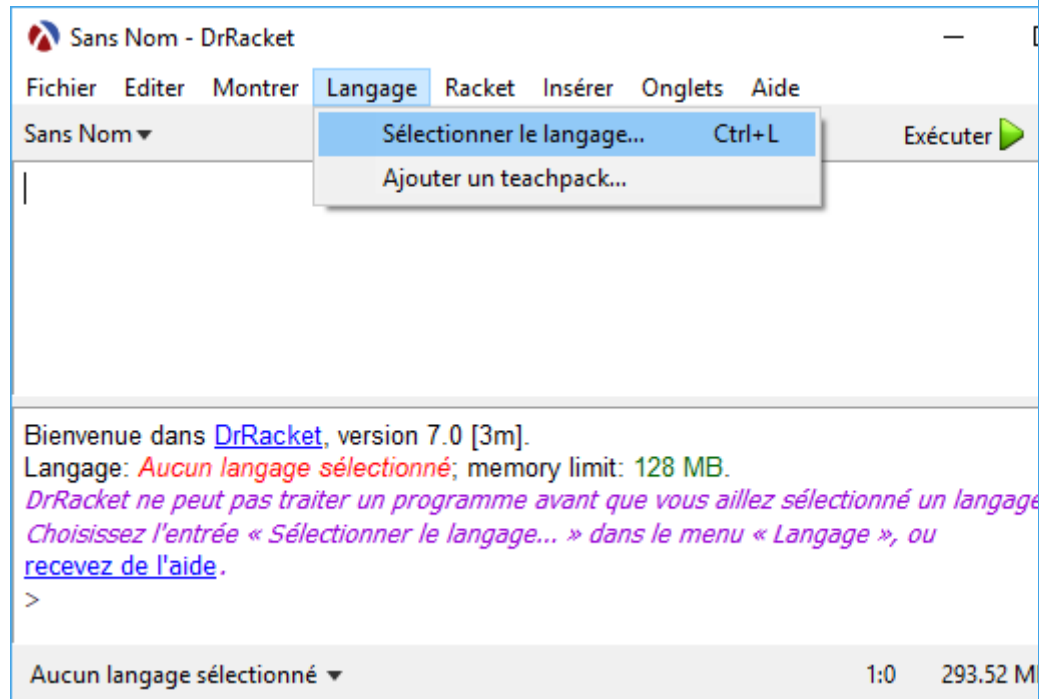 Sans Nom - DrRacket
Fichier Editer Montrer Langage Racket Insérer Onglets Aide
Sans Nom Exécuter
Sélectionner le langage... Ctrl+L
Ajouter un teachpack...
Bienvenue dans DrRacket, version 7.0 [3m].
Langage: Aucun langage sélectionné; memory limit: 128 MB.
DrRacket ne peut pas traiter un programme avant que vous aillez sélectionné un langage
Choisissez l'entrée « Sélectionner le langage... » dans le menu « Langage », ou
recevez de l'aide.
>
Aucun langage sélectionné 1:0 293.52